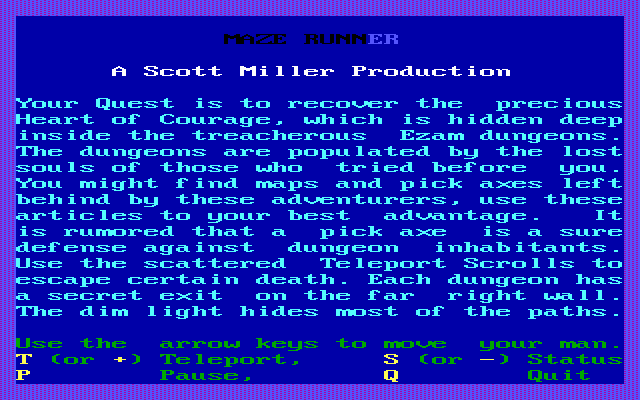 MAZE RUNNER
A Scott Miller Production
Your Quest is to recover the precious
Heart of Courage, which is hidden deep
inside the treacherous Ezam dungeons.
The dungeons are populated by the lost
souls of those who tried before you.
You might find maps and pick axes left
behind by these adventurers, use these
articles to your best advantage. It
is rumored that a pick axe is a sure
defense against dungeon inhabitants.
Use the scattered Teleport Scrolls to
escape certain death. Each dungeon has
a secret exit on the far right wall.
The dim light hides most of the paths.
Use the arrow keys to move your man.
T (or +) Teleport, S (or -) Status
P Pause, Q Quit